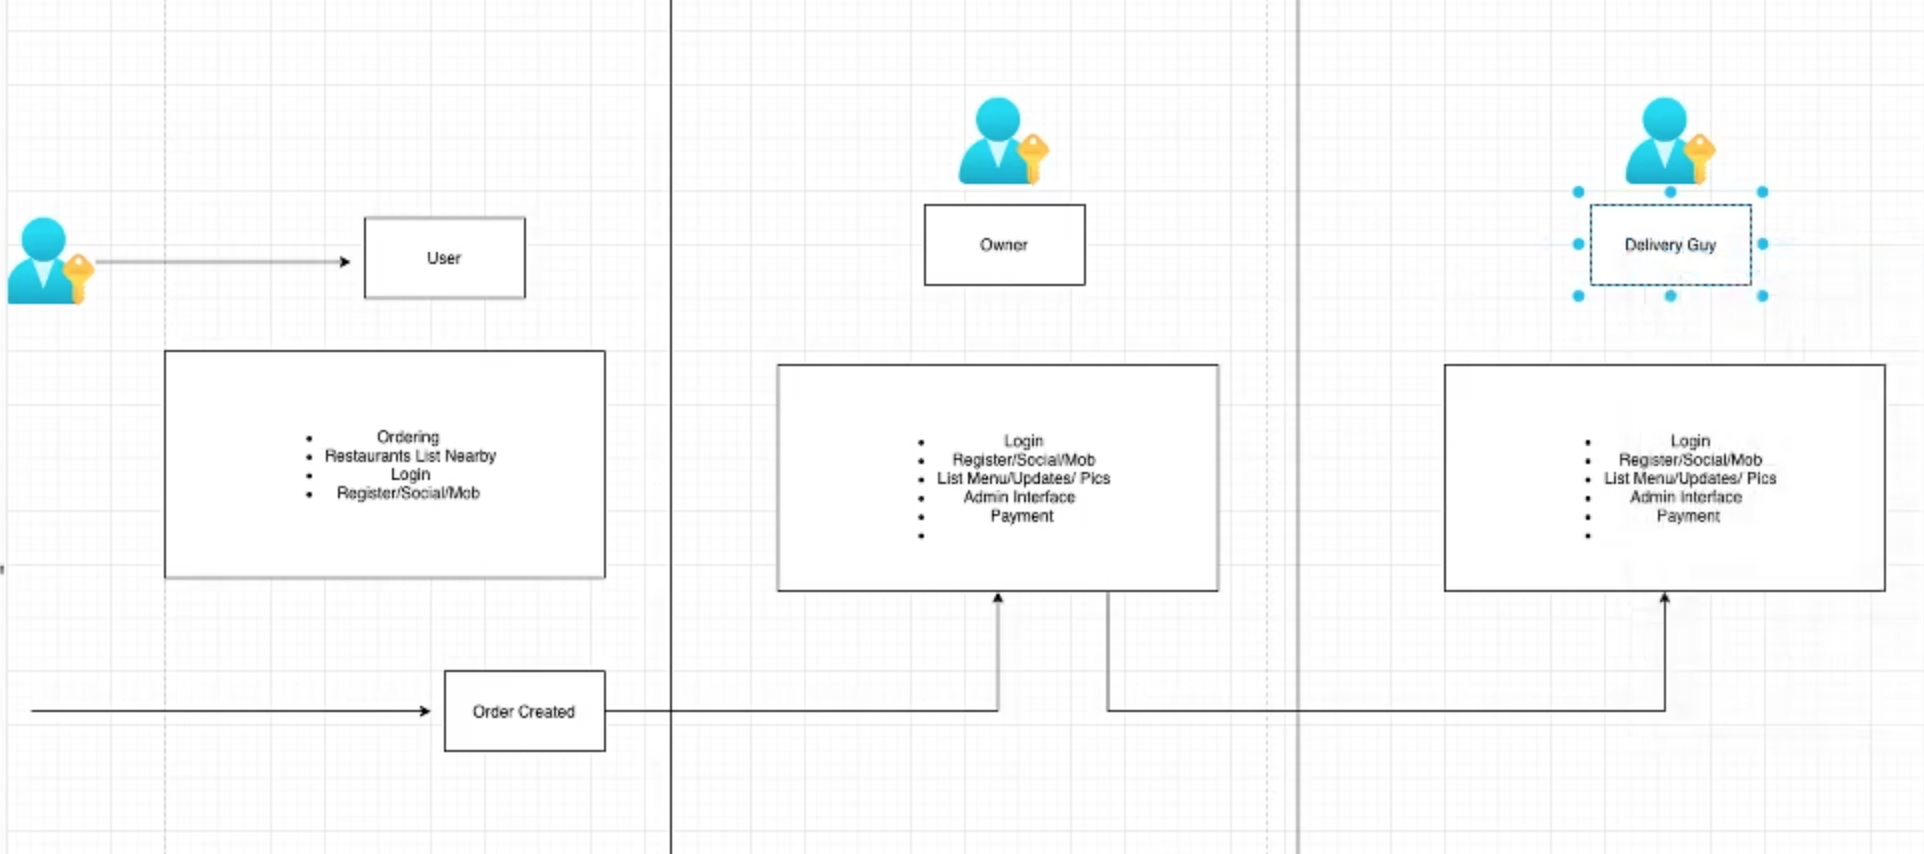 User
Owner
Delivery Guy
Ordering
Restaurants List Nearby
Login
Register/Social/Mob
Login
Register/Social/Mob
List Menu/Updates/ Pics
Admin Interface
Payment
Login
Register/Social/Mob
List Menu/Updates/ Pics
Admin Interface
Payment
Order Created